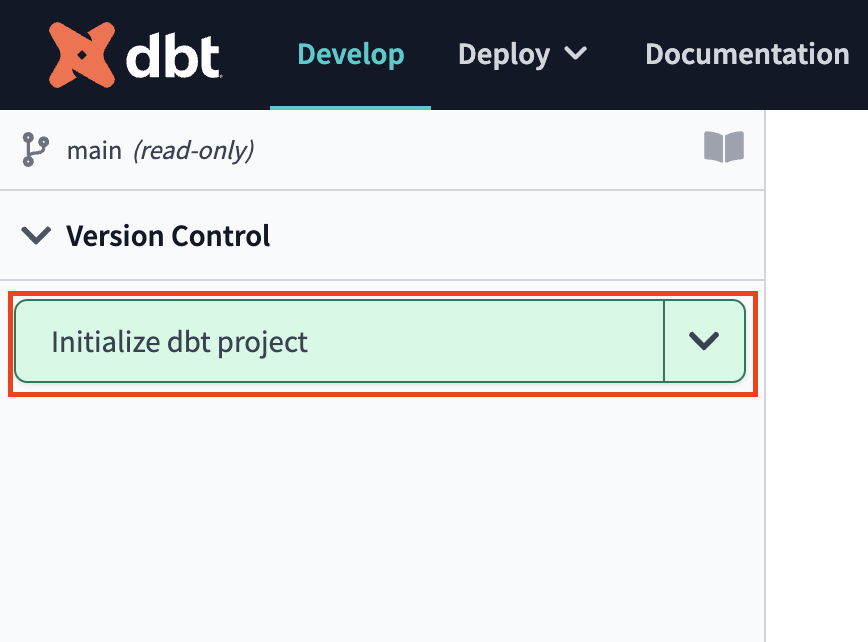 dbt Develop Deploy Documentation
main (read-only)
Version Control
Initialize dbt project